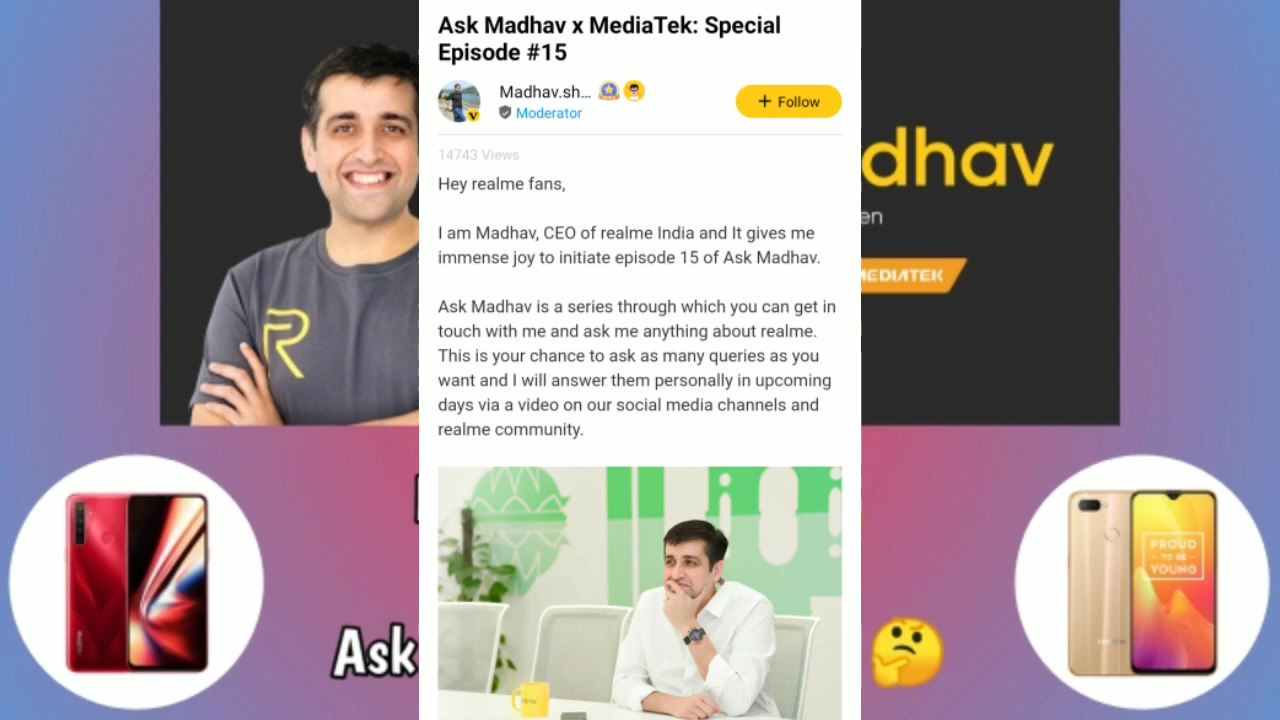 Ask Madhav x MediaTek: Special
Episode #15
Madhav.sh...
Moderator
+ Follow
14743 Views
Hey realme fans,
I am Madhav, CEO of realme India and It gives me
immense joy to initiate episode 15 of Ask Madhav.
Ask Madhav is a series through which you can get in
touch with me and ask me anything about realme.
This is your chance to ask as many queries as you
want and I will answer them personally in upcoming
days via a video on our social media channels and
realme community.
dhav
en
MEDIATEK
R
PROUD
TO BE
YOUNG
Ask